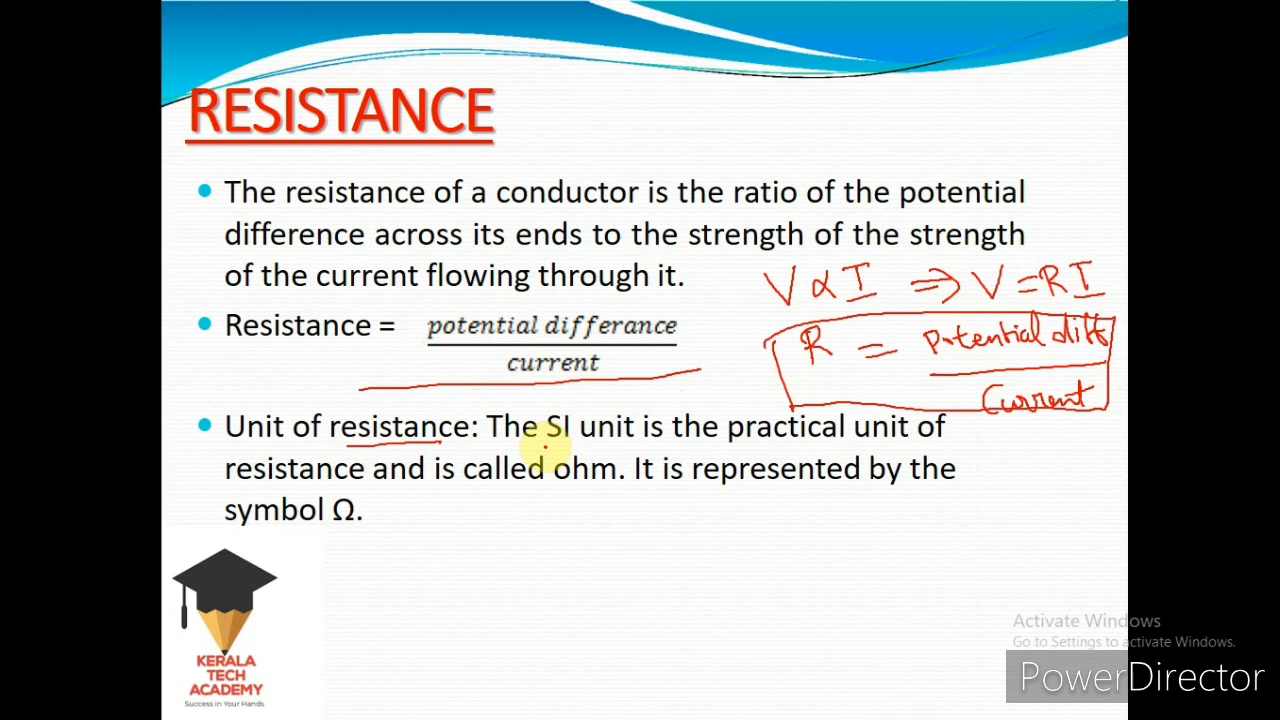 RESISTANCE
The resistance of a conductor is the ratio of the potential
difference across its ends to the strength of the strength
of the current flowing through it.
V ∝ I ⇒ V = RI
Resistance = potential differance
current
R = Potential diff
Current
Unit of resistance: The SI unit is the practical unit of
resistance and is called ohm. It is represented by the
symbol Ω.
KERALA
TECH
ACADEMY
Success in Your Hands
Activate Windows
Go to Settings to activate Windows.
PowerDirector